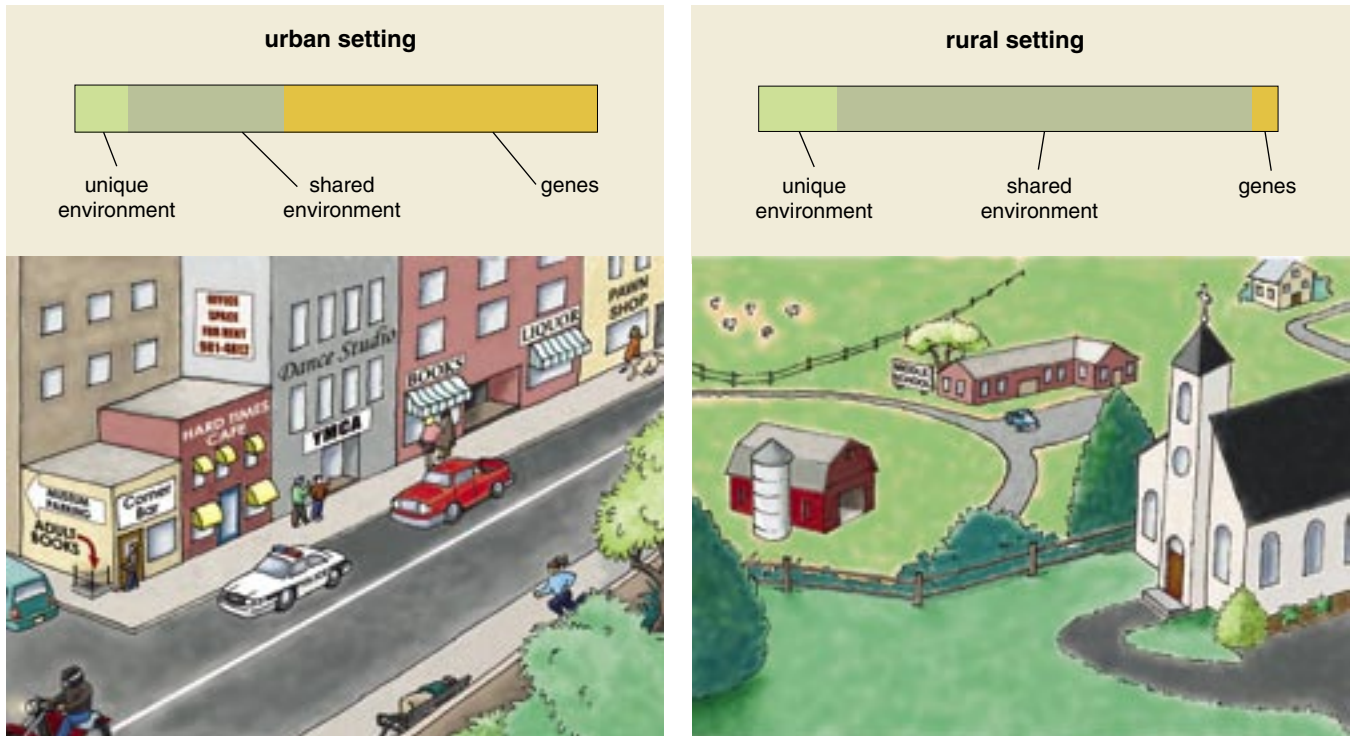 urban setting
unique
environment
shared
environment
genes
OFFICE
SPACE
FOR RENT
Dance Studio
BOOKS
LIQUOR
PAWN
SHOP
YMCA
HARD TIMES
CAFE
MUSEUM
PARKING
Corner
Bar
ADULT
BOOKS
rural setting
unique
environment
shared
environment
genes
MIDDLE
SCHOOL